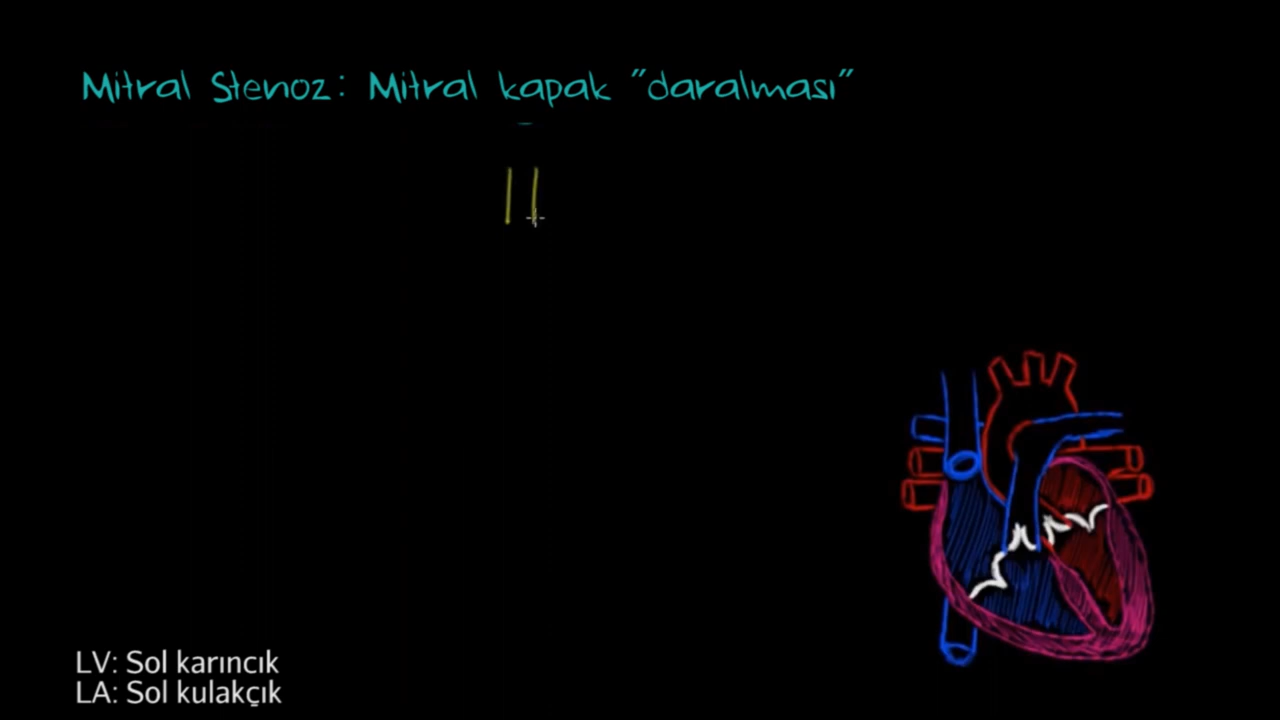 Mitral Stenoz: Mitral kapak "daralması"
LV: Sol karıncık
LA: Sol kulakçık